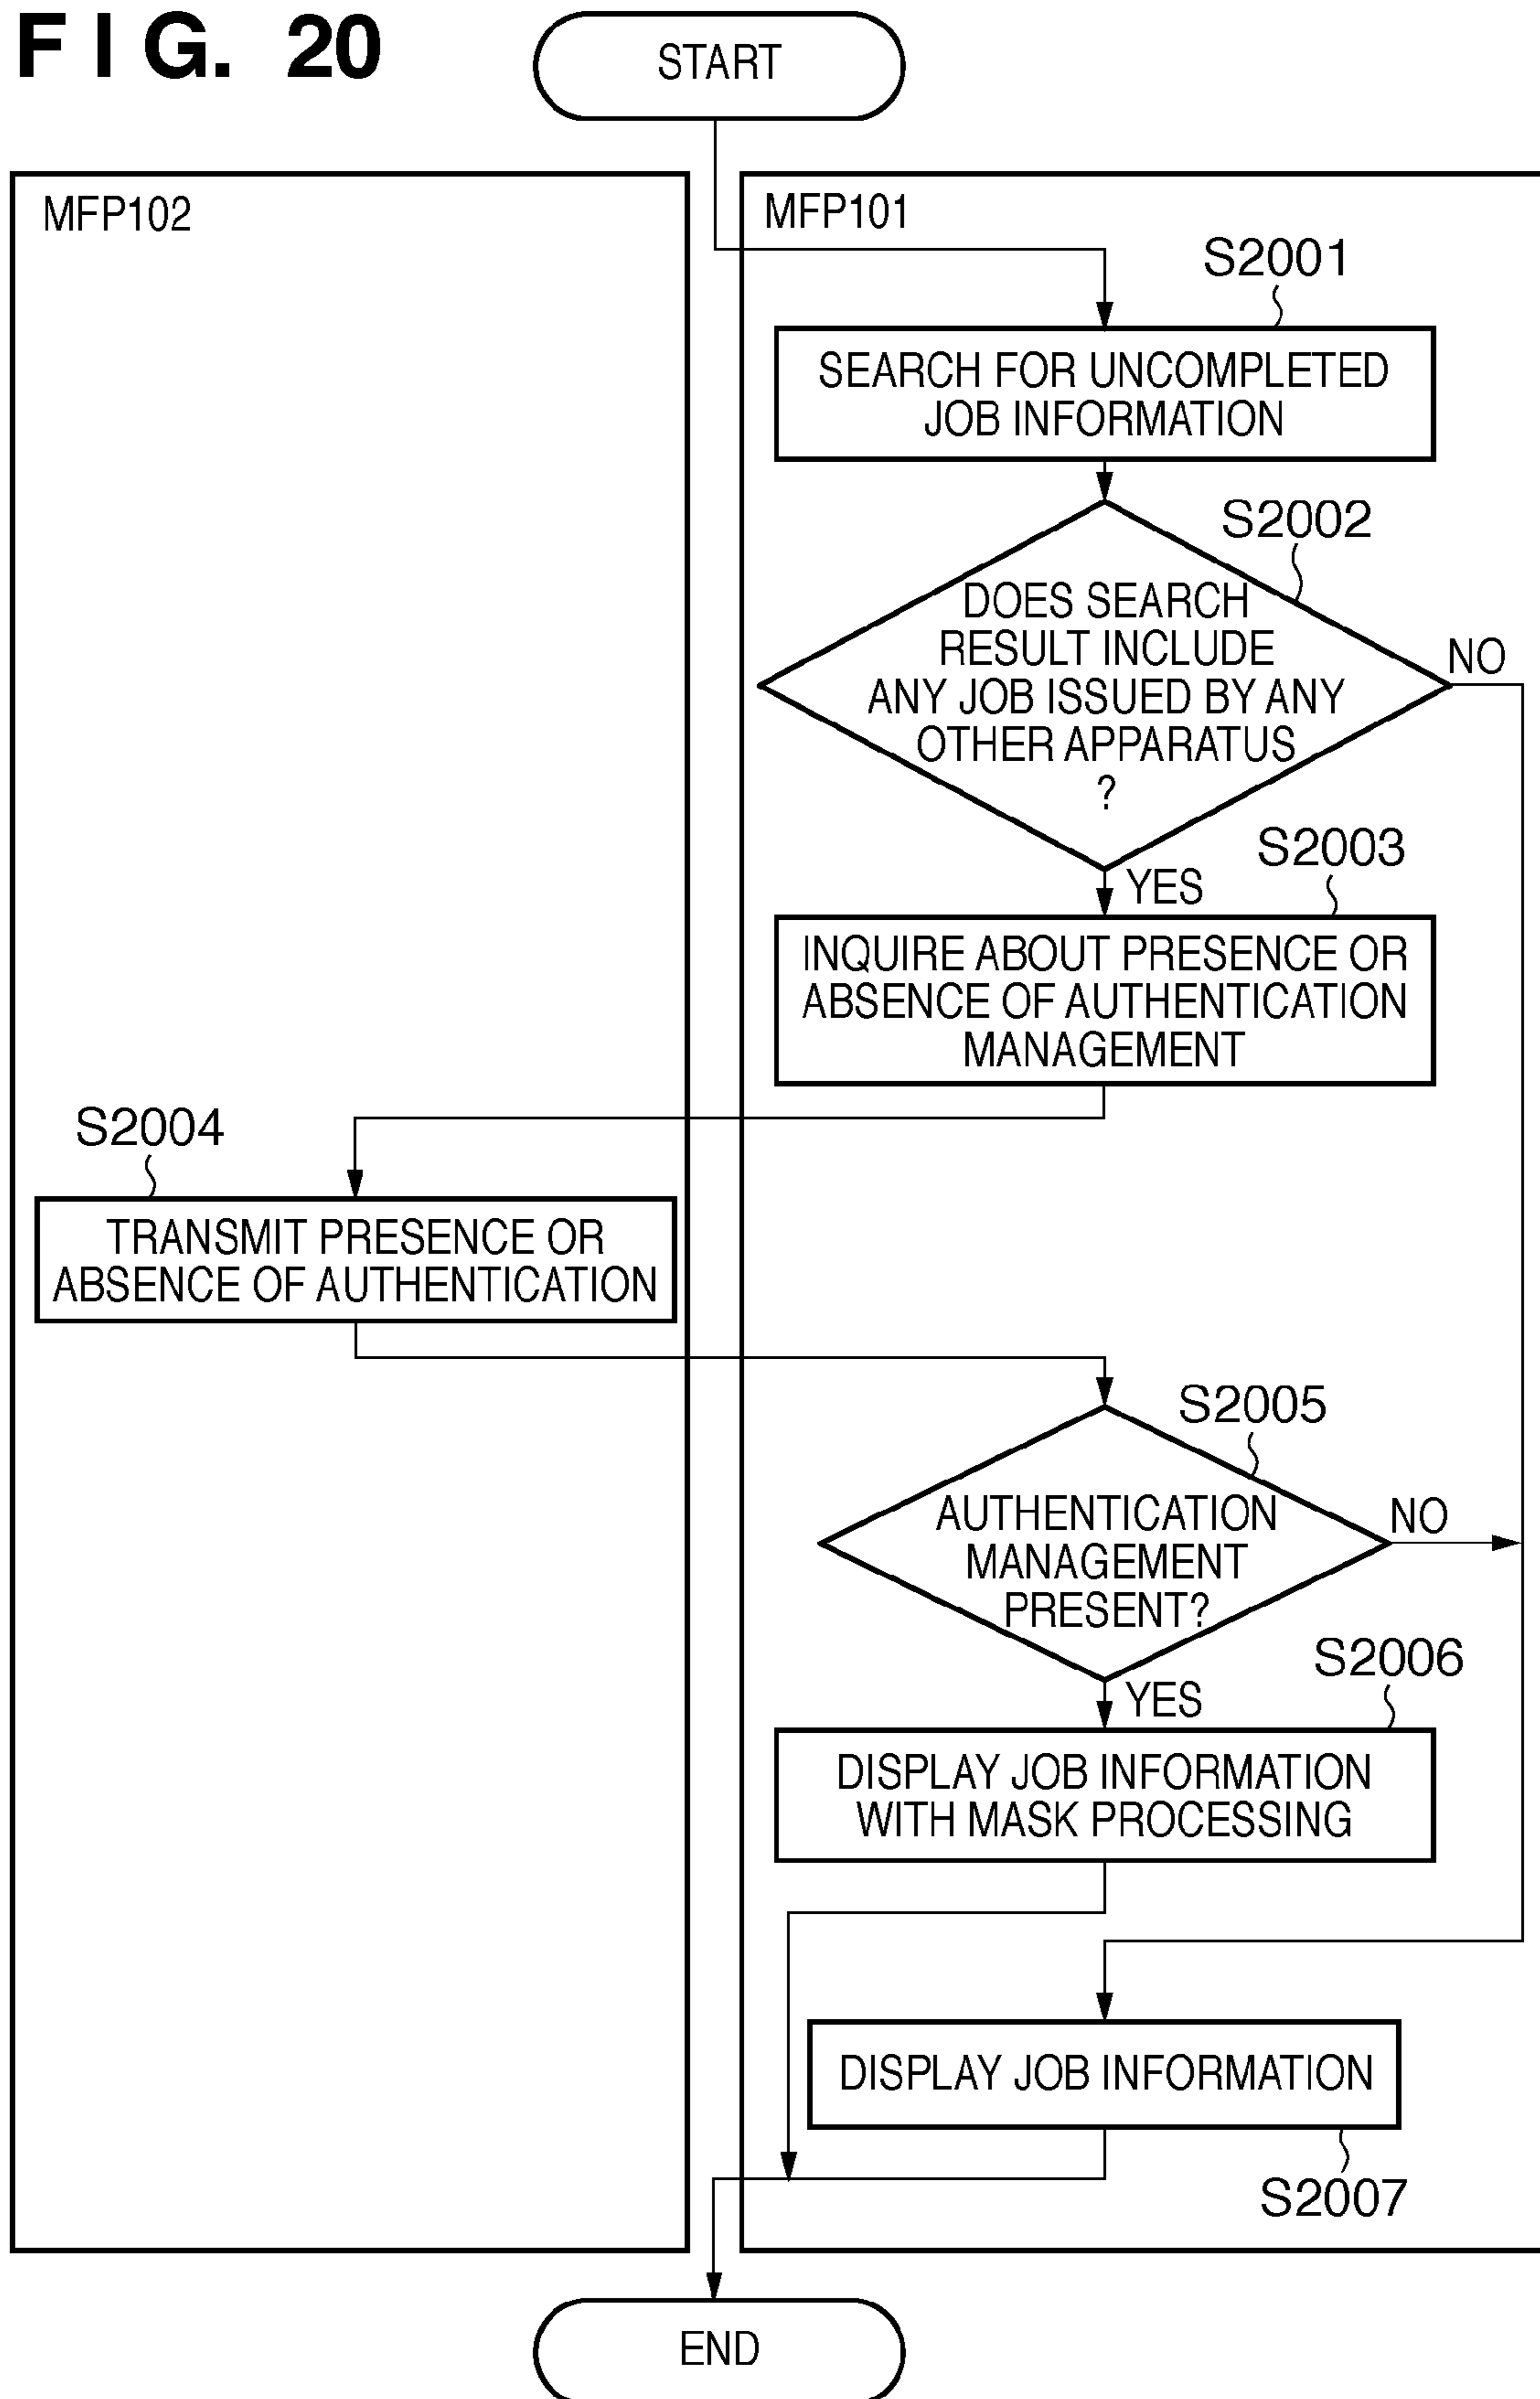 FIG. 20
START
MFP102
MFP101
S2001
SEARCH FOR UNCOMPLETED
JOB INFORMATION
S2002
DOES SEARCH
RESULT INCLUDE
ANY JOB ISSUED BY ANY
OTHER APPARATUS
?
NO
YES
S2003
INQUIRE ABOUT PRESENCE OR
ABSENCE OF AUTHENTICATION
MANAGEMENT
S2004
TRANSMIT PRESENCE OR
ABSENCE OF AUTHENTICATION
S2005
AUTHENTICATION
MANAGEMENT
PRESENT?
NO
YES
S2006
DISPLAY JOB INFORMATION
WITH MASK PROCESSING
DISPLAY JOB INFORMATION
S2007
END